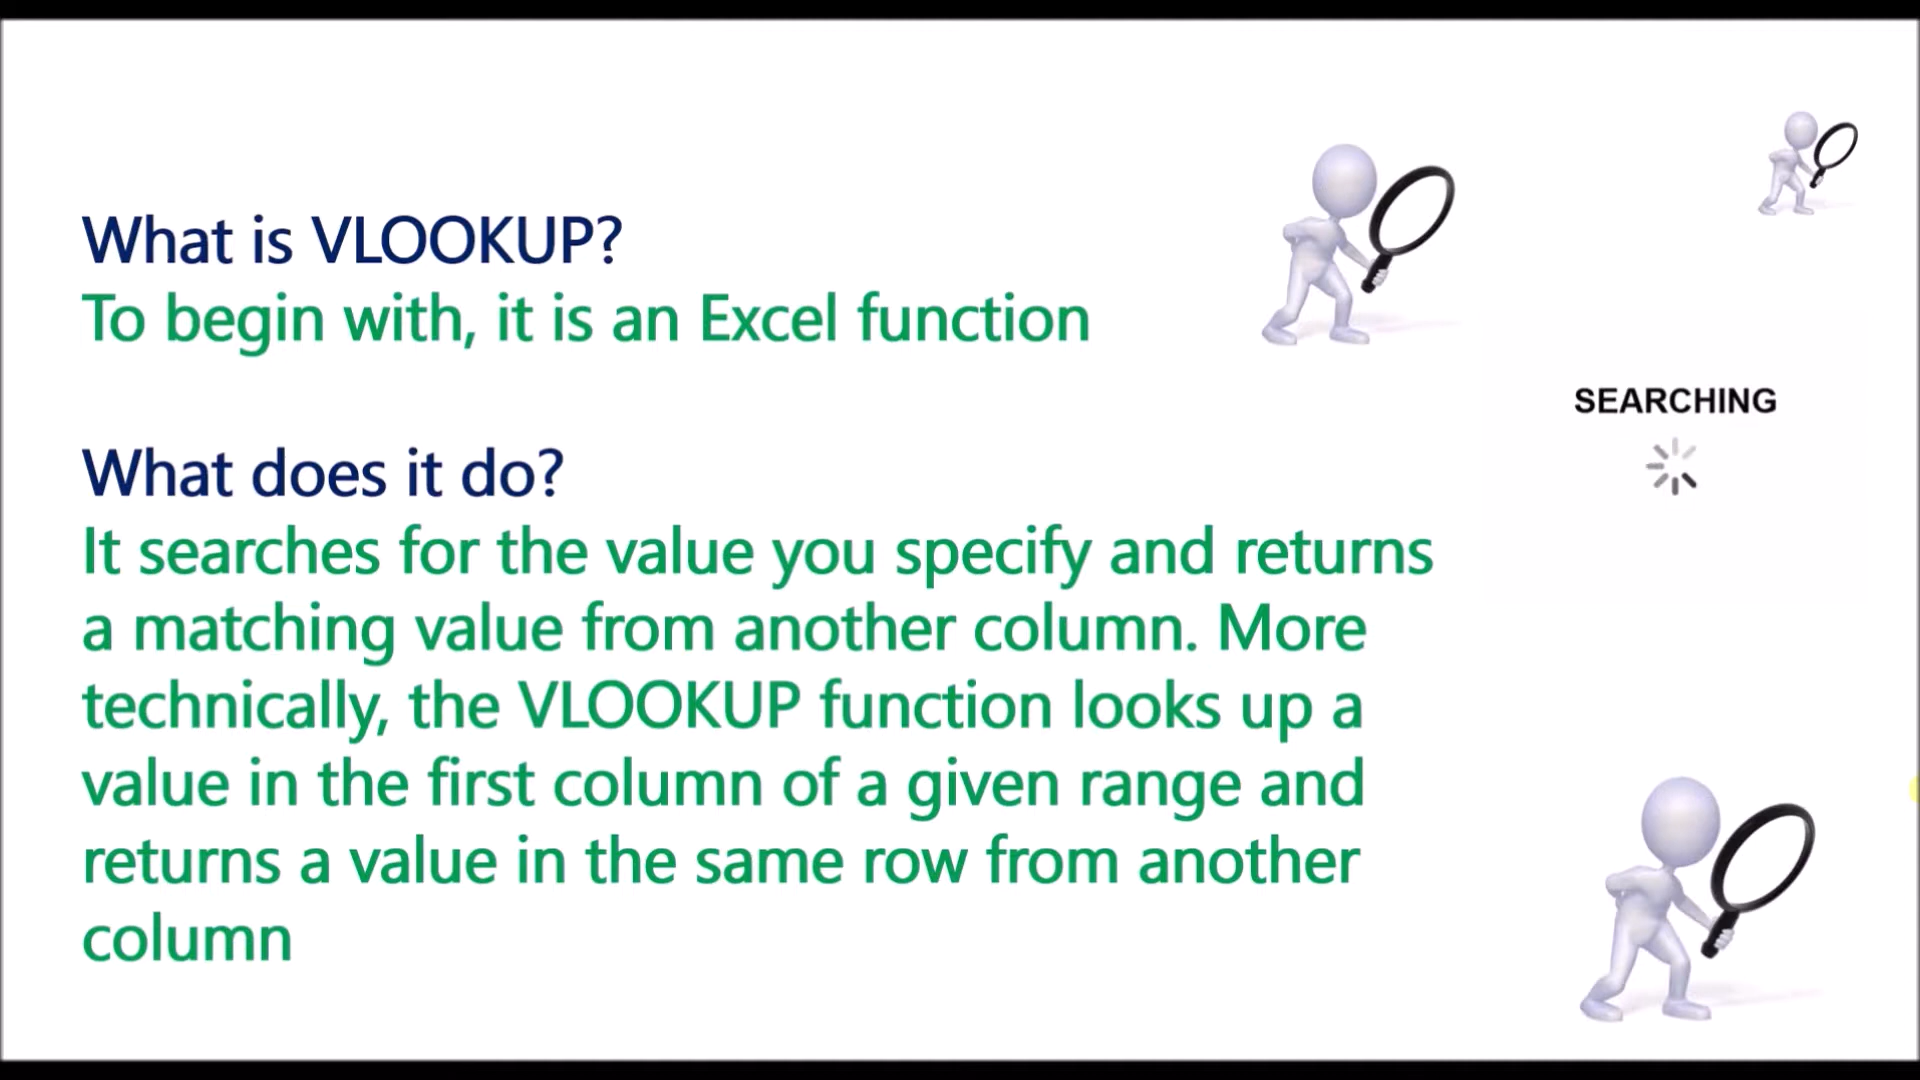 What is VLOOKUP?
To begin with, it is an Excel function
SEARCHING
What does it do?
It searches for the value you specify and returns
a matching value from another column. More
technically, the VLOOKUP function looks up a
value in the first column of a given range and
returns a value in the same row from another
column